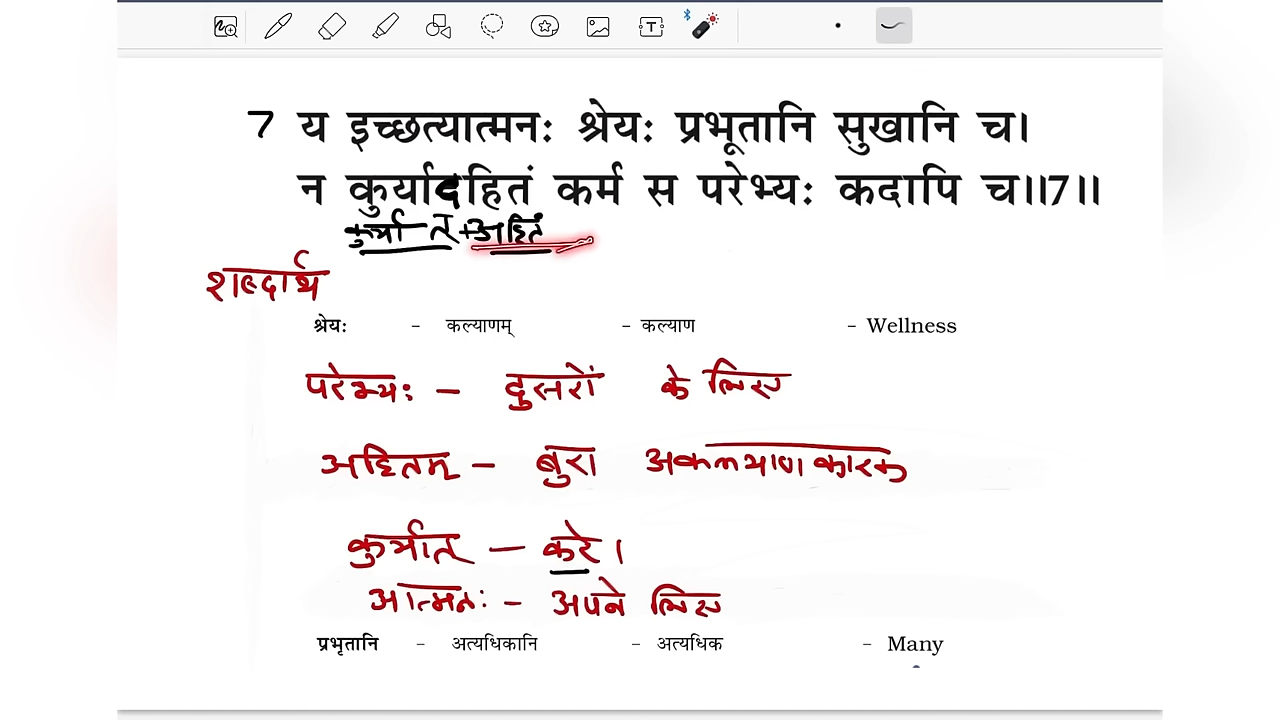 7 य इच्छत्यात्मनः श्रेयः प्रभूतानि सुखानि च।
न कुर्यादहितं कर्म स परेभ्यः कदापि च॥7॥
कुर्यात्+अहितं
शब्दार्थ
श्रेयः - कल्याणम् - कल्याण - Wellness
परेभ्यः - दुसरों के लिए
अहितम् - बुरा अकल्याणकारक
कुर्यात् - करे।
आत्मनः - अपने लिए
प्रभृतानि - अत्यधिकानि - अत्यधिक - Many